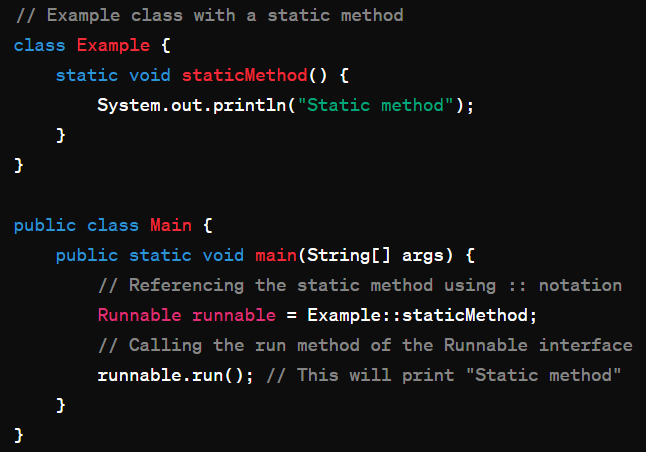 // Example class with a static method
class Example {
    static void staticMethod() {
        System.out.println("Static method");
    }
}

public class Main {
    public static void main(String[] args) {
        // Referencing the static method using :: notation
        Runnable runnable = Example::staticMethod;
        // Calling the run method of the Runnable interface
        runnable.run(); // This will print "Static method"
    }
}